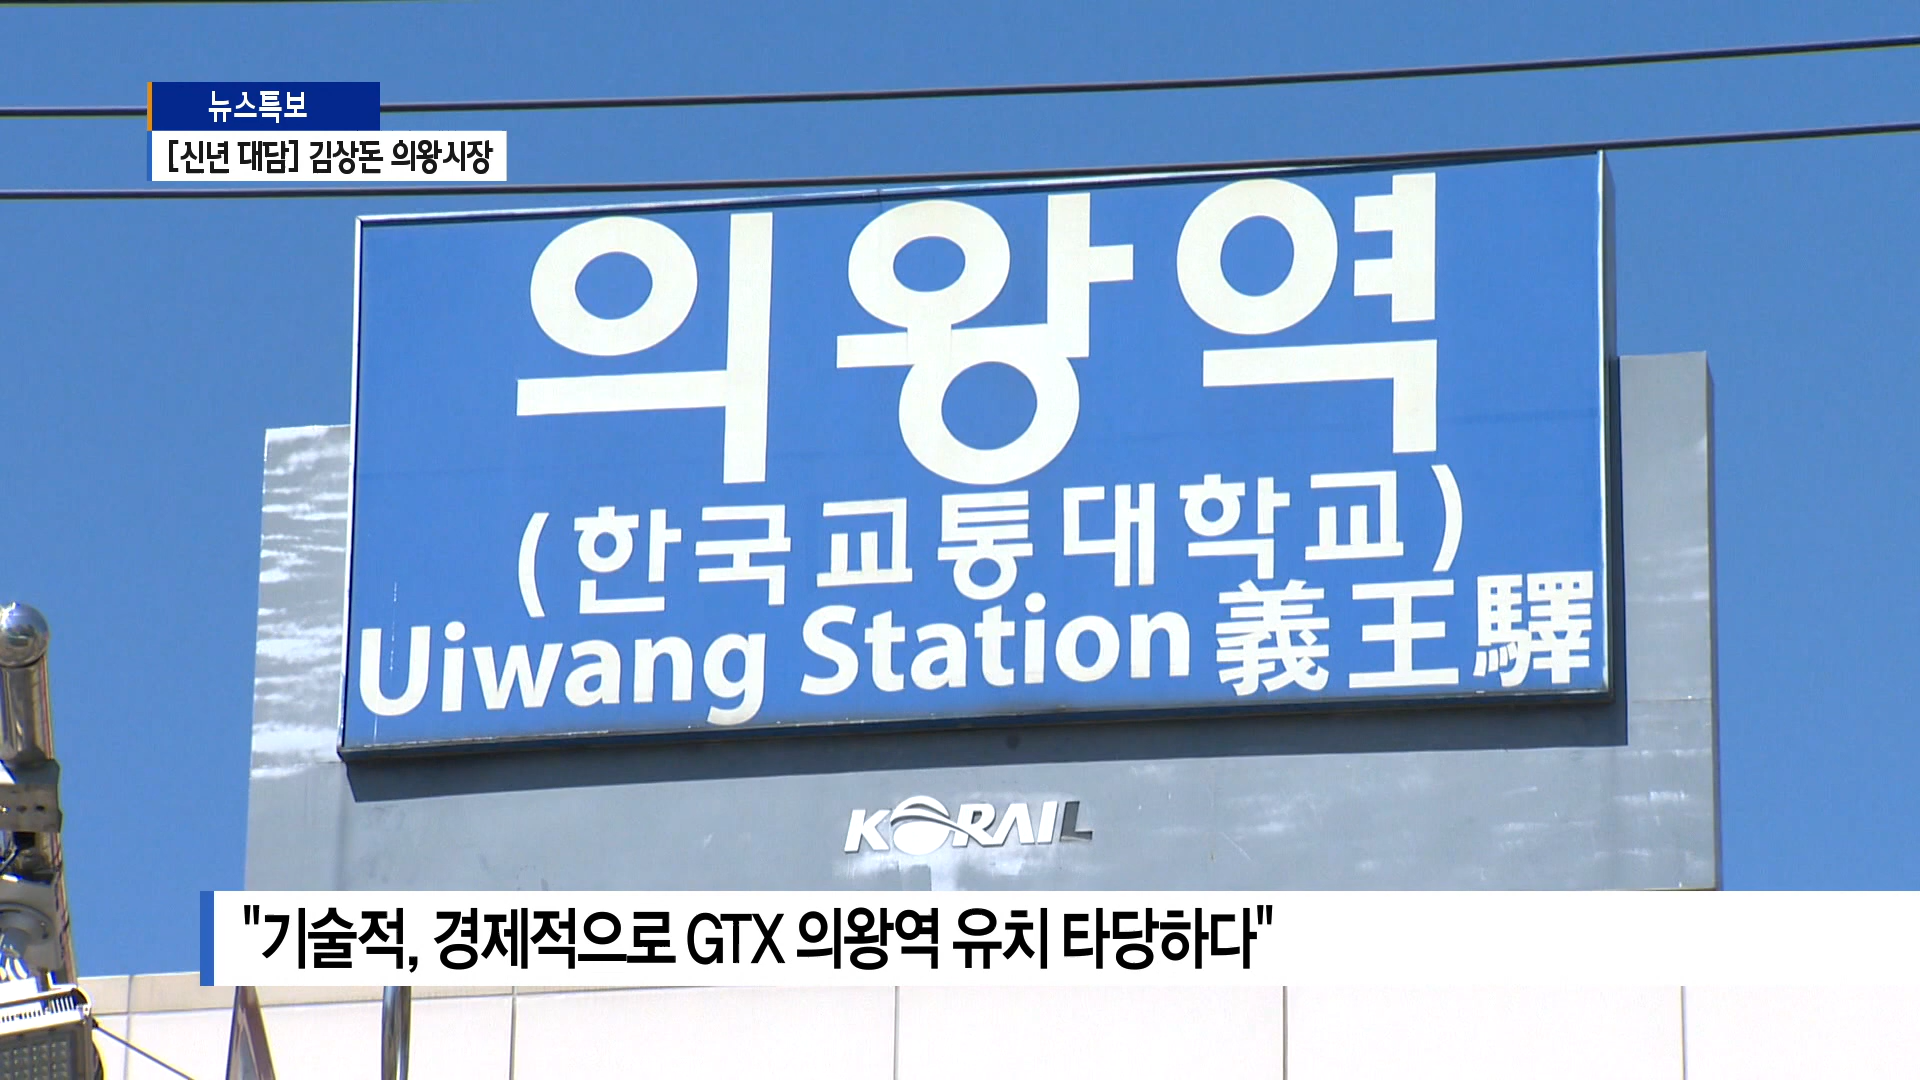 뉴스특보
[신년 대담] 김상돈 의왕시장
의왕역
(한국교통대학교)
Uiwang Station 義王驛
KORAIL
"기술적, 경제적으로 GTX 의왕역 유치 타당하다"